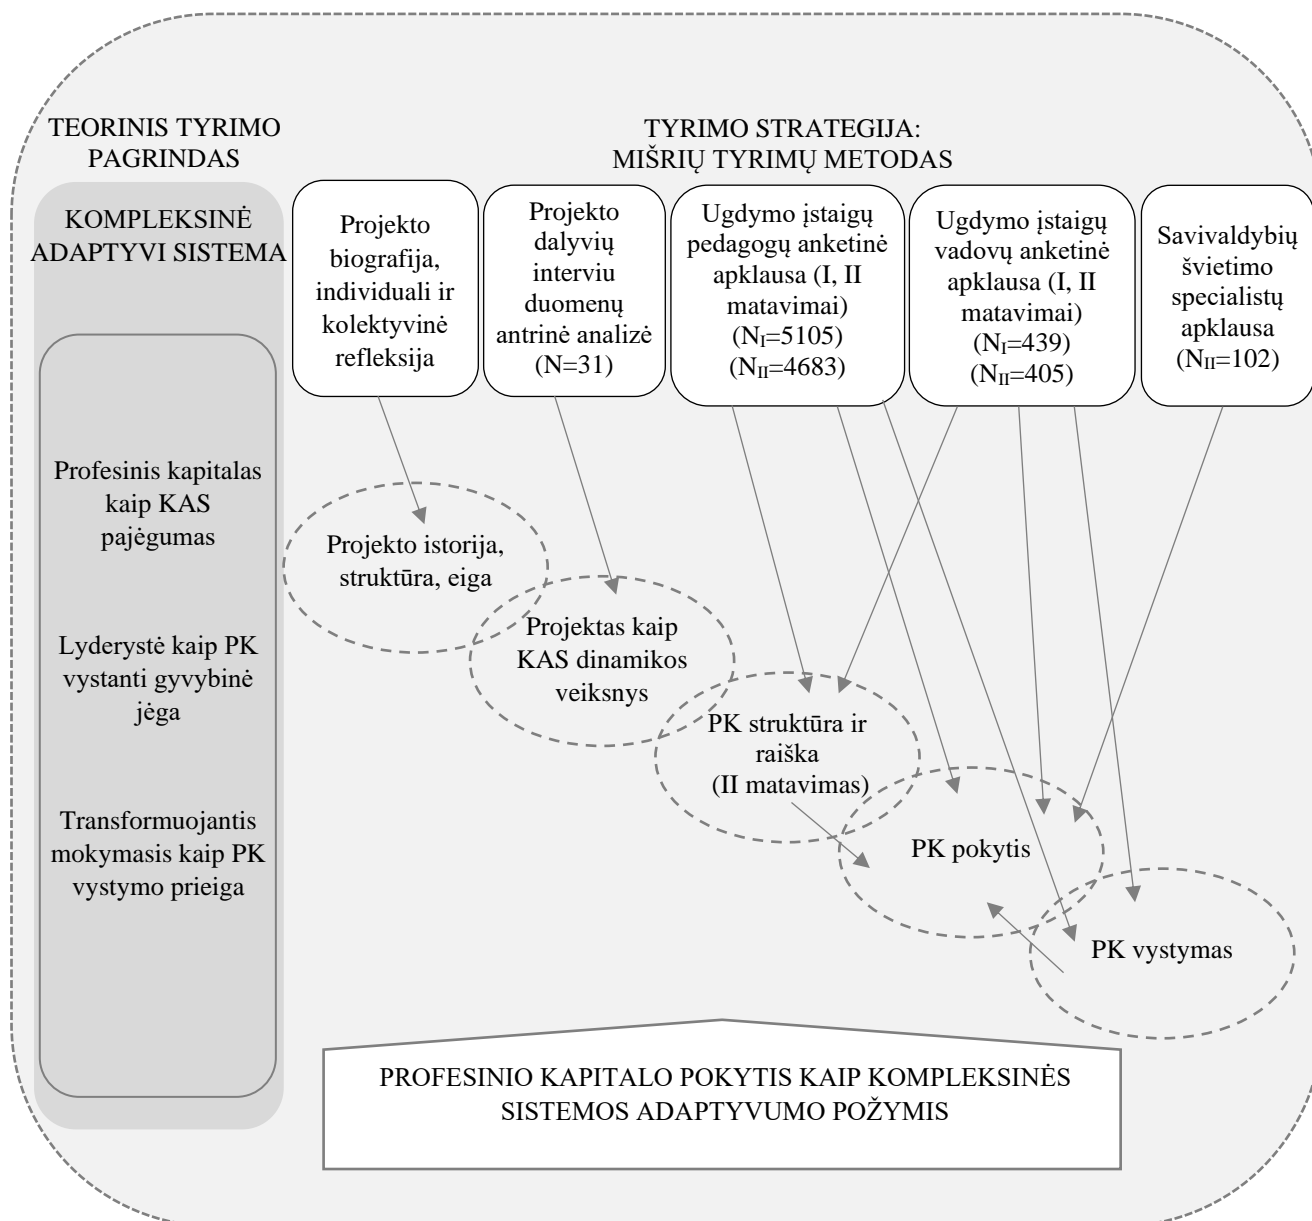 TEORINIS TYRIMO
PAGRINDAS
TYRIMO STRATEGIJA:
MIŠRIŲ TYRIMŲ METODAS
KOMPLEKSINĖ
ADAPTYVI SISTEMA
Profesinis kapitalas
kaip KAS
pajėgumas
Lyderystė kaip PK
vystanti gyvybinė
jėga
Transformuojantis
mokymasis kaip PK
vystymo prieiga
Projekto
biografija,
individuali ir
kolektyvinė
refleksija
Projekto
dalyvių
interviu
duomenų
antrinė analizė
(N=31)
Ugdymo įstaigų
pedagogų anketinė
apklausa (I, II
matavimai)
(NI=5105)
(NII=4683)
Ugdymo įstaigų
vadovų anketinė
apklausa (I, II
matavimai)
(NI=439)
(NII=405)
Savivaldybių
švietimo
specialistų
apklausa
(NII=102)
Projekto istorija,
struktūra, eiga
Projektas kaip
KAS dinamikos
veiksnys
PK struktūra ir
raiška
(II matavimas)
PK pokytis
PK vystymas
PROFESINIO KAPITALO POKYTIS KAIP KOMPLEKSINĖS
SISTEMOS ADAPTYVUMO POŽYMIS